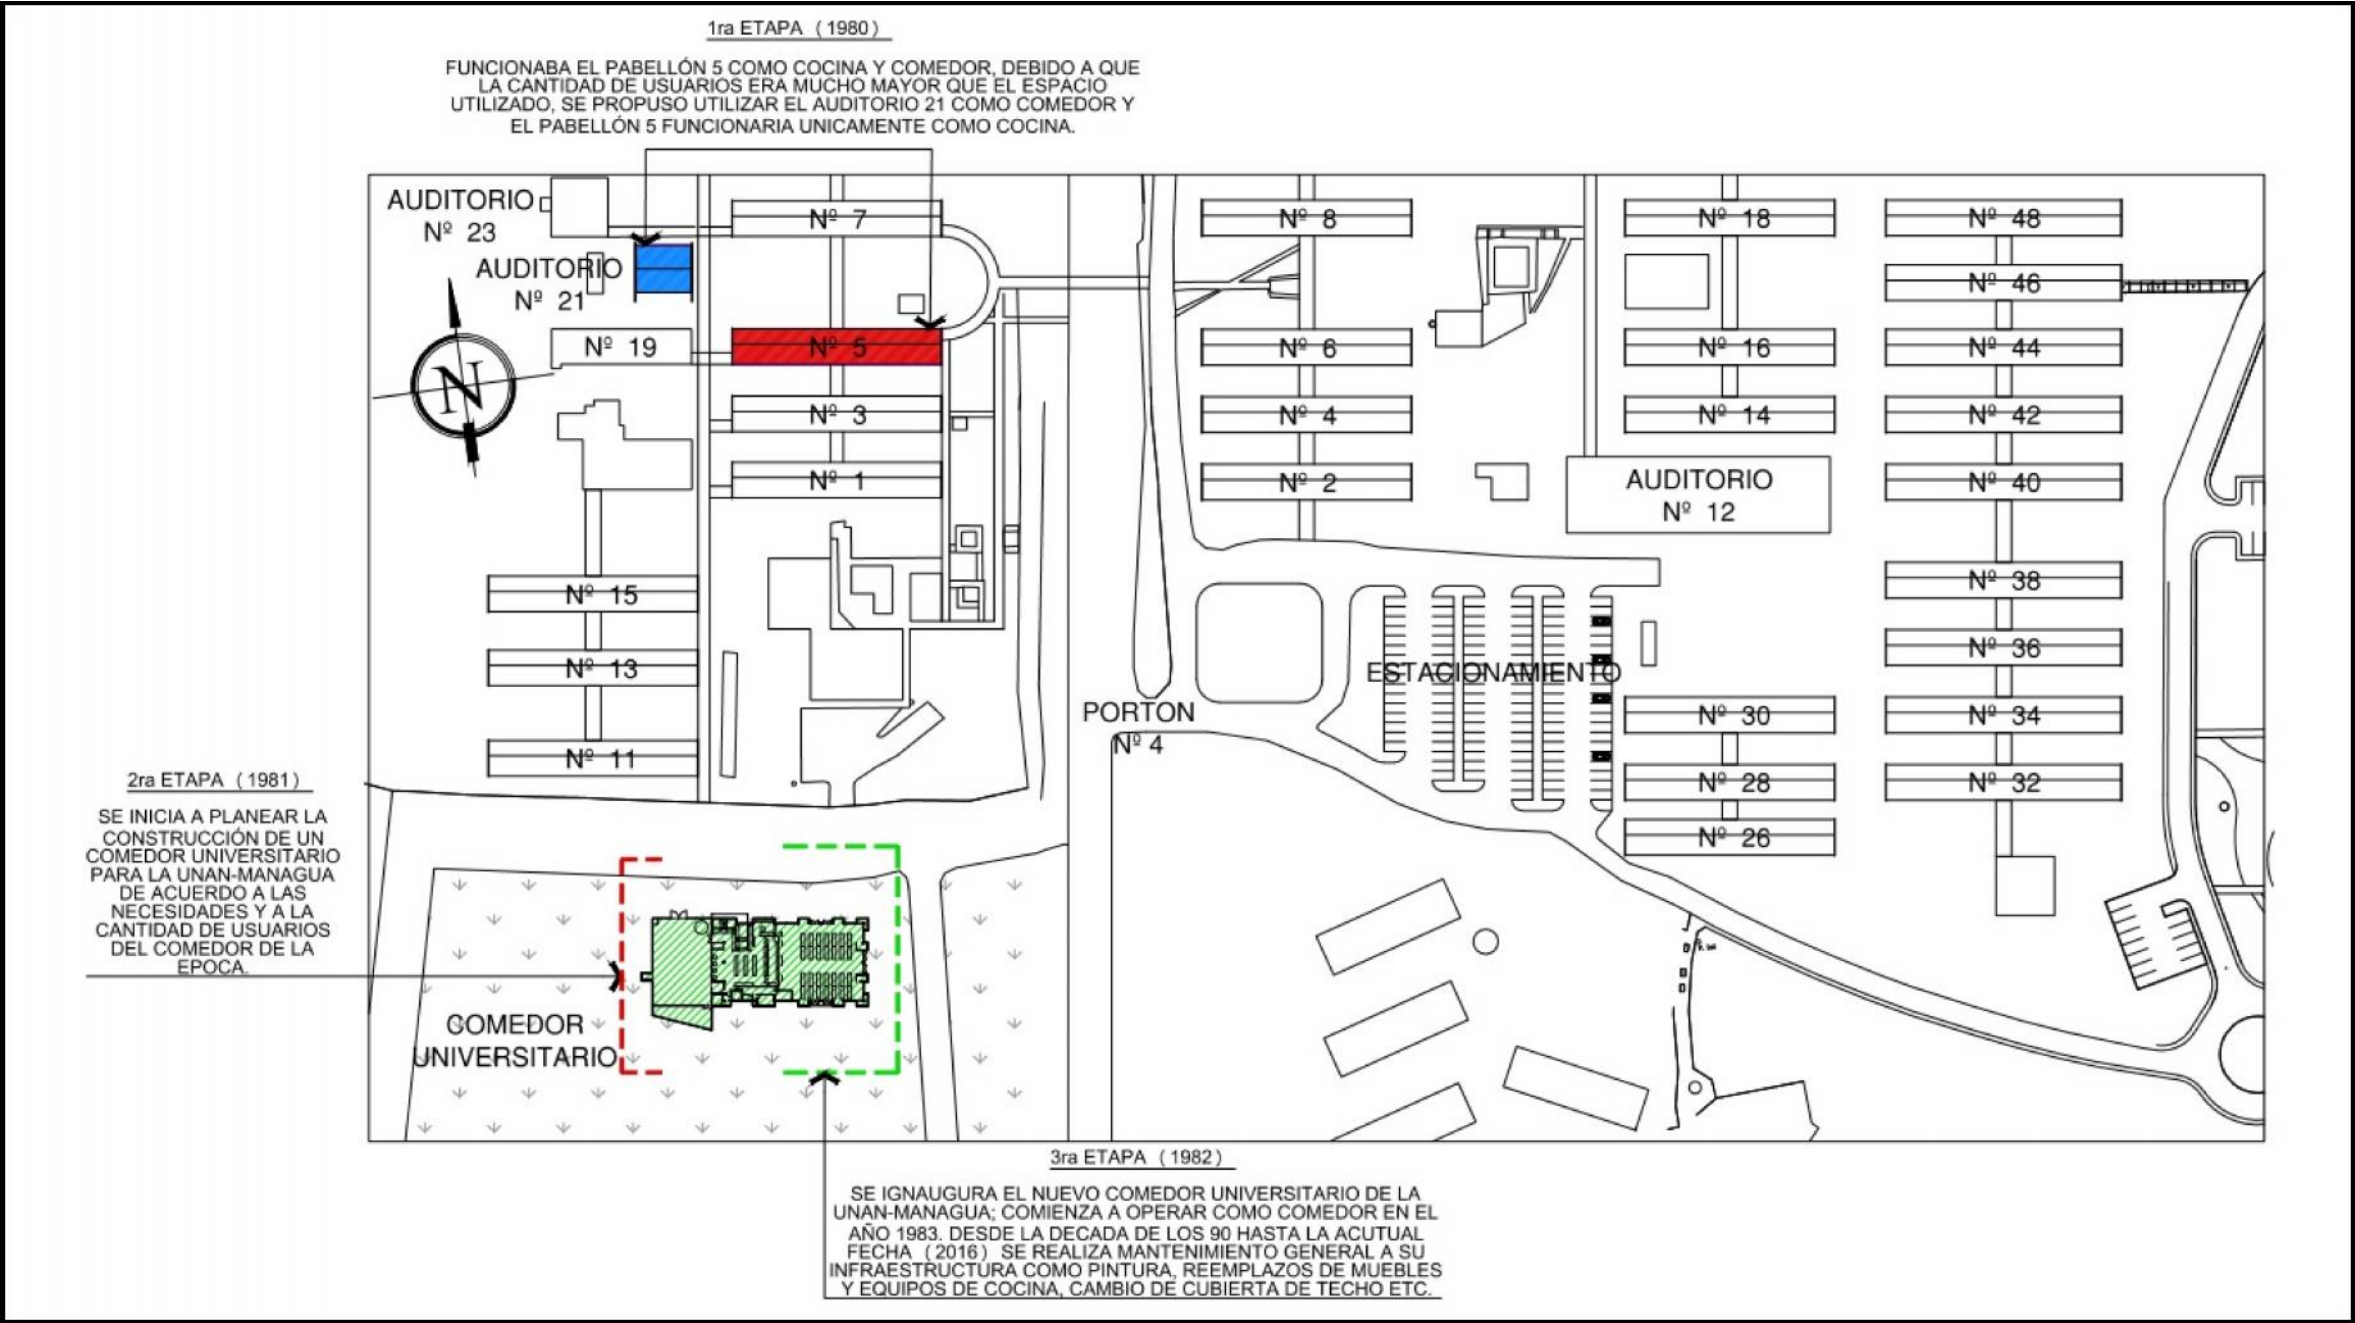 1ra ETAPA ( 1980 )
FUNCIONABA EL PABELLÓN 5 COMO COCINA Y COMEDOR, DEBIDO A QUE
LA CANTIDAD DE USUARIOS ERA MUCHO MAYOR QUE EL ESPACIO
UTILIZADO, SE PROPUSO UTILIZAR EL AUDITORIO 21 COMO COMEDOR Y
EL PABELLÓN 5 FUNCIONARIA UNICAMENTE COMO COCINA.
AUDITORIO
Nº 23
AUDITORIO
Nº 21
N
Nº 19
Nº 7
Nº 5
Nº 3
Nº 1
Nº 15
Nº 13
Nº 11
Nº 8
Nº 6
Nº 4
Nº 2
Nº 18
Nº 16
Nº 14
AUDITORIO
Nº 12
Nº 48
Nº 46
Nº 44
Nº 42
Nº 40
Nº 38
Nº 36
Nº 34
Nº 32
ESTACIONAMIENTO
Nº 30
Nº 28
Nº 26
PORTON
Nº 4
2ra ETAPA ( 1981 )
SE INICIA A PLANEAR LA
CONSTRUCCIÓN DE UN
COMEDOR UNIVERSITARIO
PARA LA UNAN-MANAGUA
DE ACUERDO A LAS
NECESIDADES Y A LA
CANTIDAD DE USUARIOS
DEL COMEDOR DE LA
EPOCA.
COMEDOR
UNIVERSITARIO
3ra ETAPA ( 1982 )
SE IGNAUGURA EL NUEVO COMEDOR UNIVERSITARIO DE LA
UNAN-MANAGUA; COMIENZA A OPERAR COMO COMEDOR EN EL
AÑO 1983. DESDE LA DECADA DE LOS 90 HASTA LA ACUTUAL
FECHA ( 2016 ) SE REALIZA MANTENIMIENTO GENERAL A SU
INFRAESTRUCTURA COMO PINTURA, REEMPLAZOS DE MUEBLES
Y EQUIPOS DE COCINA, CAMBIO DE CUBIERTA DE TECHO ETC.